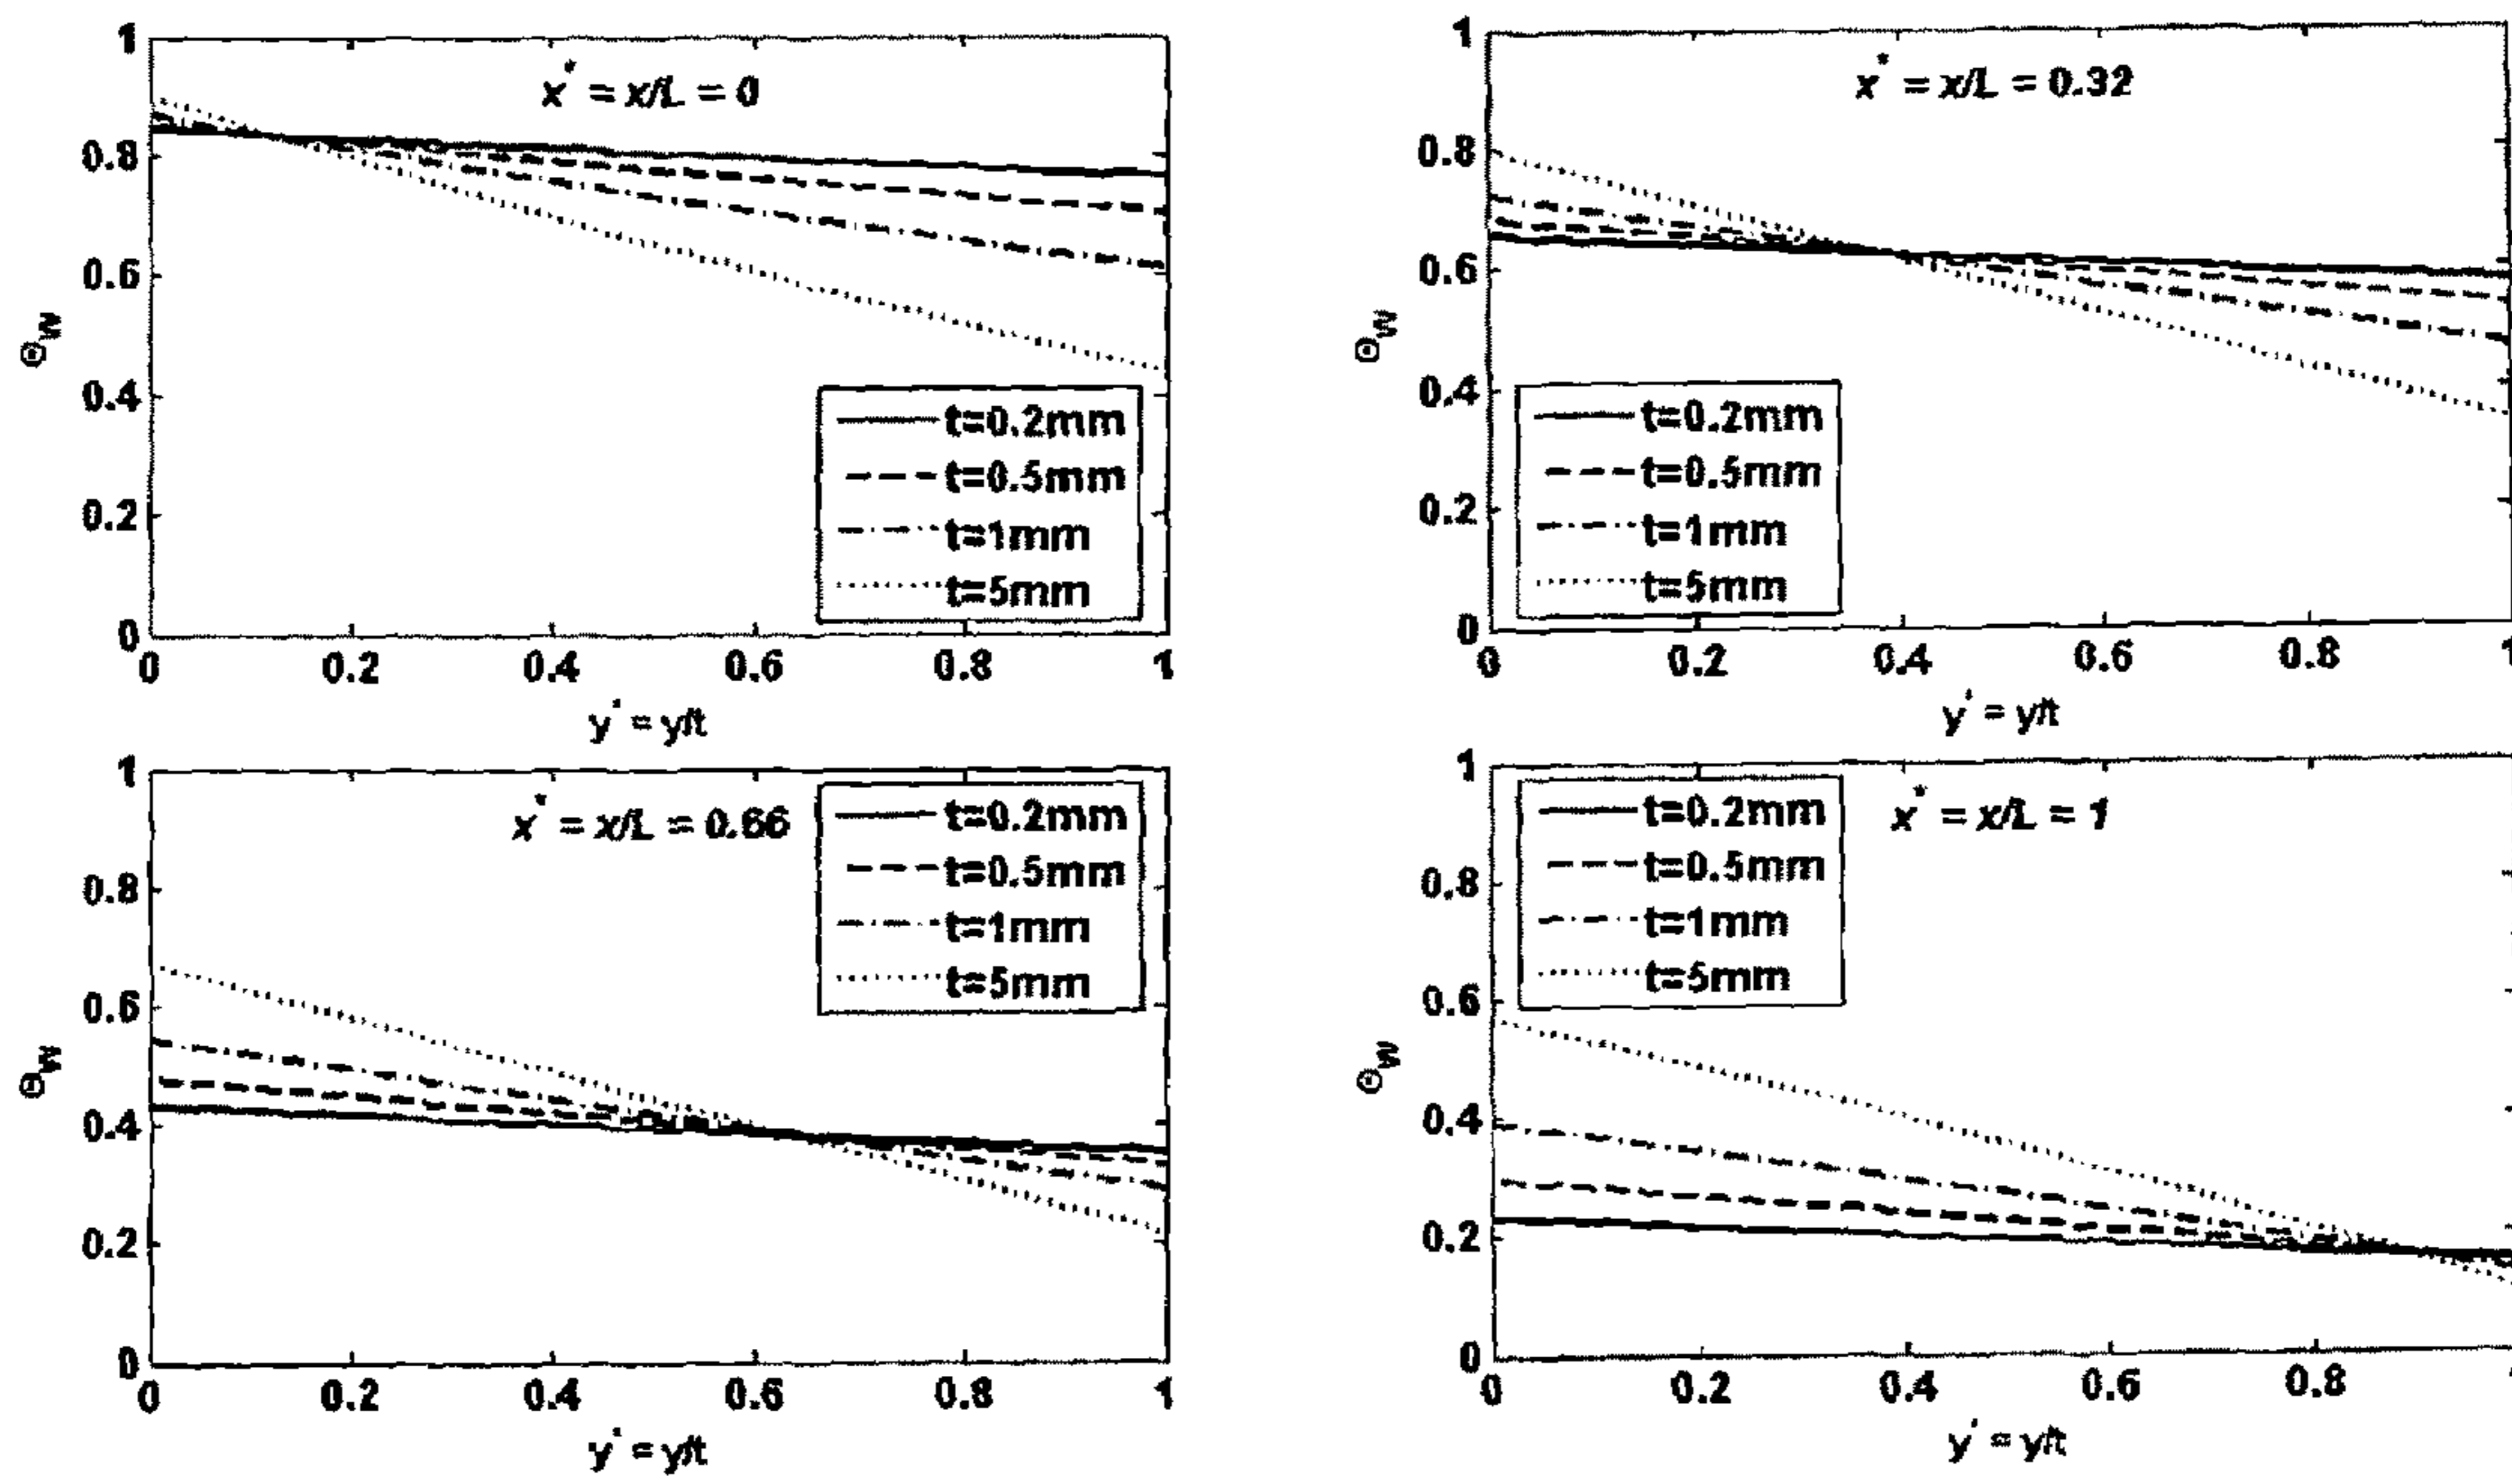 x* = x/L = 0
1
0.8
0.6
0.4
0.2
0
Θw
t=0.2mm
t=0.5mm
t=1mm
t=5mm
0 0.2 0.4 0.6 0.8 1
y* = y/t
x* = x/L = 0.32
1
0.8
0.6
0.4
0.2
0
Θw
t=0.2mm
t=0.5mm
t=1mm
t=5mm
0 0.2 0.4 0.6 0.8 1
y* = y/t
x* = x/L = 0.66
1
0.8
0.6
0.4
0.2
0
Θw
t=0.2mm
t=0.5mm
t=1mm
t=5mm
0 0.2 0.4 0.6 0.8 1
y* = y/t
x* = x/L = 1
1
0.8
0.6
0.4
0.2
0
Θw
t=0.2mm
t=0.5mm
t=1mm
t=5mm
0 0.2 0.4 0.6 0.8
y* = y/t